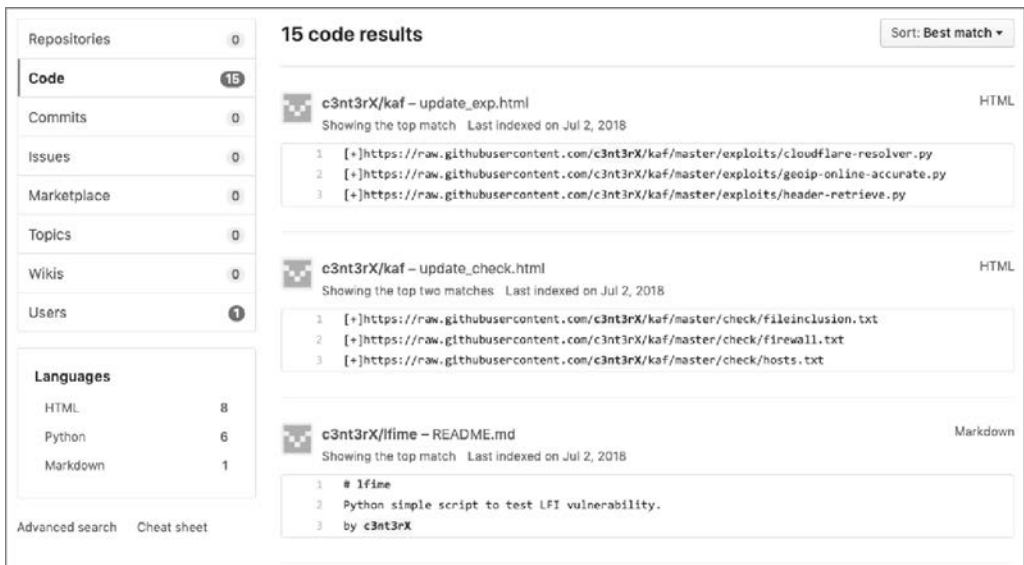 Repositories 0
Code 15
Commits 0
Issues 0
Marketplace 0
Topics 0
Wikis 0
Users 1
Languages
HTML 8
Python 6
Markdown 1
Advanced search Cheat sheet
15 code results
Sort: Best match
c3nt3rX/kaf – update_exp.html HTML
Showing the top match Last indexed on Jul 2, 2018
1 [+]https://raw.githubusercontent.com/c3nt3rX/kaf/master/exploits/cloudflare-resolver.py
2 [+]https://raw.githubusercontent.com/c3nt3rX/kaf/master/exploits/geoip-online-accurate.py
3 [+]https://raw.githubusercontent.com/c3nt3rX/kaf/master/exploits/header-retrieve.py
c3nt3rX/kaf – update_check.html HTML
Showing the top two matches Last indexed on Jul 2, 2018
1 [+]https://raw.githubusercontent.com/c3nt3rX/kaf/master/check/fileinclusion.txt
2 [+]https://raw.githubusercontent.com/c3nt3rX/kaf/master/check/firewall.txt
3 [+]https://raw.githubusercontent.com/c3nt3rX/kaf/master/check/hosts.txt
c3nt3rX/lfime – README.md Markdown
Showing the top match Last indexed on Jul 2, 2018
1 # lfime
2 Python simple script to test LFI vulnerability.
3 by c3nt3rX